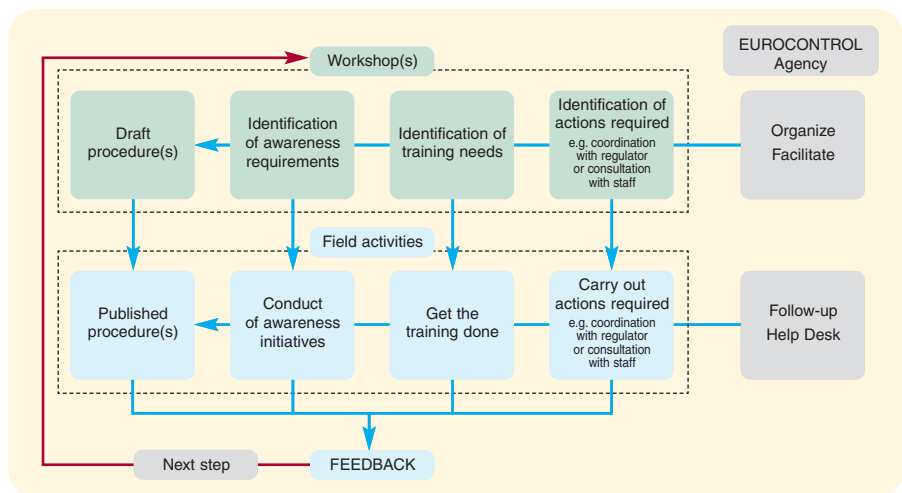 Workshop(s)
EUROCONTROL
Agency
Draft
procedure(s)
Identification
of awareness
requirements
Identification of
training needs
Identification of
actions required
e.g. coordination
with regulator
or consultation
with staff
Organize
Facilitate
Field activities
Published
procedure(s)
Conduct
of awareness
initiatives
Get the
training done
Carry out
actions required
e.g. coordination
with regulator
or consultation
with staff
Follow-up
Help Desk
Next step
FEEDBACK